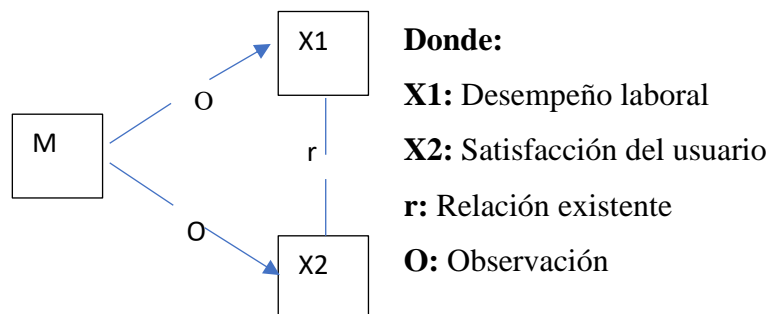 X1
O
M
r
O
X2
Donde:
X1: Desempeño laboral
X2: Satisfacción del usuario
r: Relación existente
O: Observación